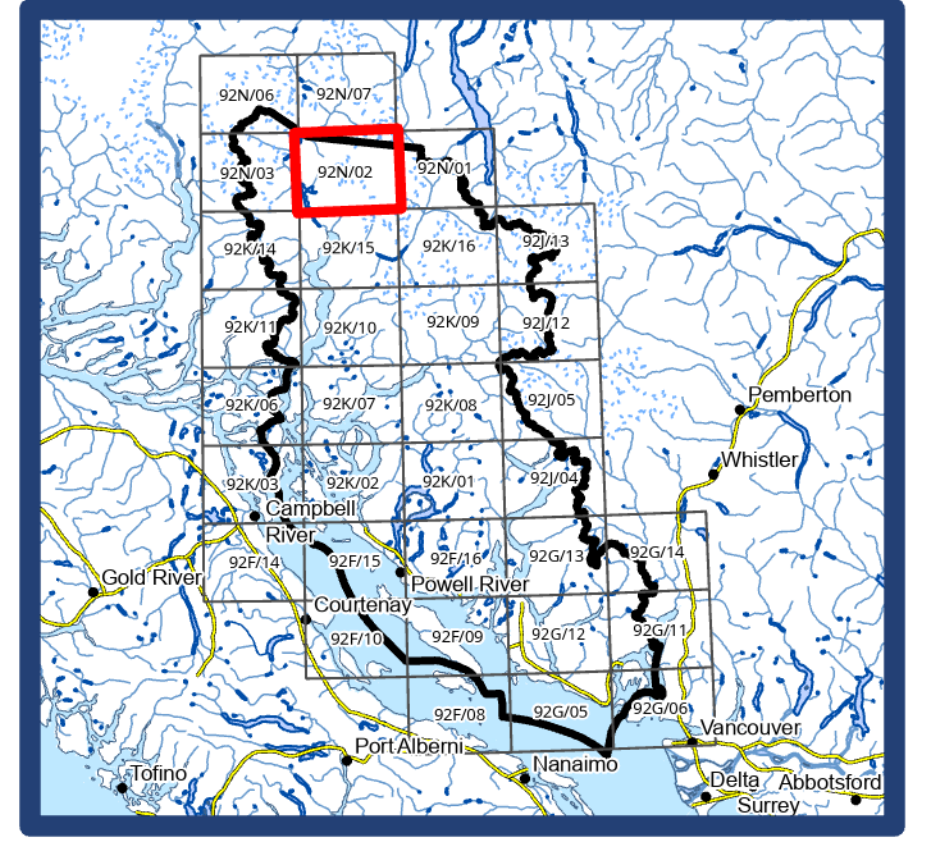 92N/06
92N/07
92N/03
92N/02
92N/01
92K/14
92K/15
92K/16
92J/13
92K/11
92K/10
92K/09
92J/12
92K/06
92K/07
92K/08
92J/05
Pemberton
92K/03
92K/02
92K/01
92J/04
Whistler
Campbell
River
92F/14
92F/15
92F/16
92G/13
92G/14
Gold River
Powell River
Courtenay
92F/10
92F/09
92G/12
92G/11
92F/08
92G/05
92G/06
Port Alberni
Nanaimo
Vancouver
Tofino
Delta
Abbotsford
Surrey